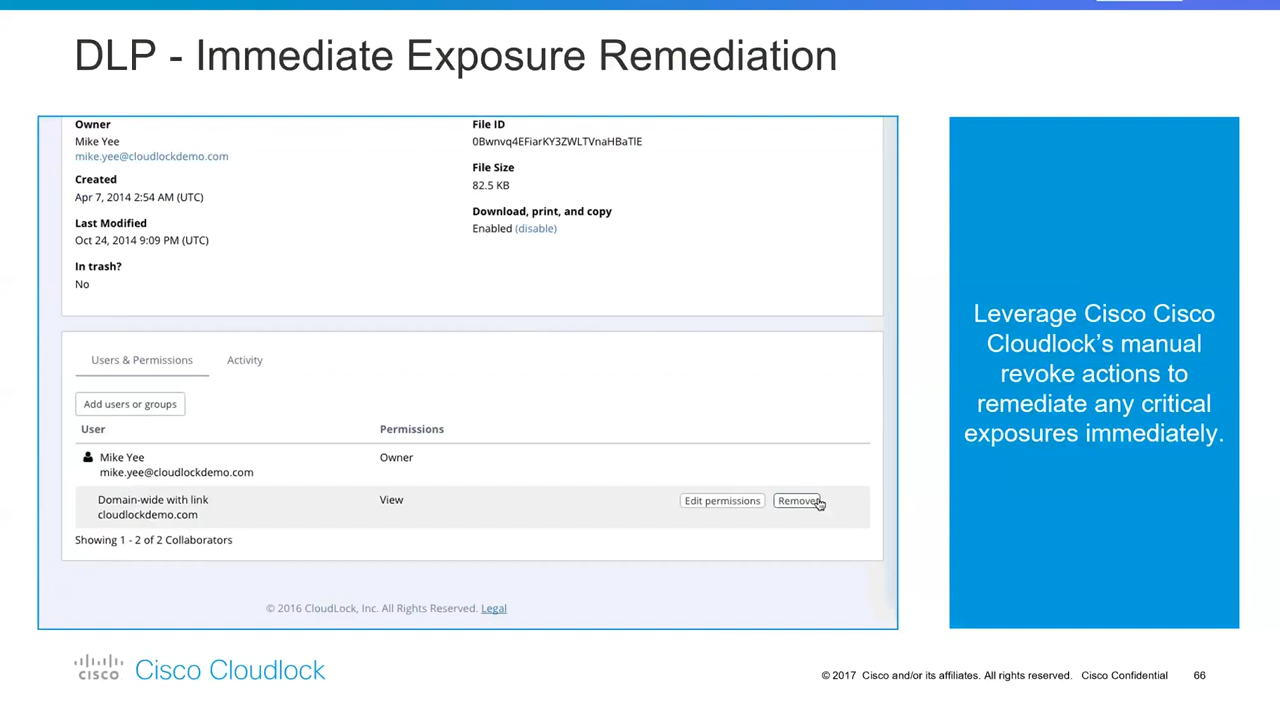 DLP - Immediate Exposure Remediation
Owner
Mike Yee
mike.yee@cloudlockdemo.com
Created
Apr 7, 2014 2:54 AM (UTC)
Last Modified
Oct 24, 2014 9:09 PM (UTC)
In trash?
No
File ID
0Bwnvq4EFiarKY3ZWLTVnaHBaTlE
File Size
82.5 KB
Download, print, and copy
Enabled (disable)
Users & Permissions Activity
Add users or groups
User Permissions
Mike Yee Owner
mike.yee@cloudlockdemo.com
Domain-wide with link View Edit permissions Remove
cloudlockdemo.com
Showing 1 - 2 of 2 Collaborators
© 2016 CloudLock, Inc. All Rights Reserved. Legal
Leverage Cisco Cisco
Cloudlock’s manual
revoke actions to
remediate any critical
exposures immediately.
cisco Cisco Cloudlock
© 2017 Cisco and/or its affiliates. All rights reserved. Cisco Confidential 66